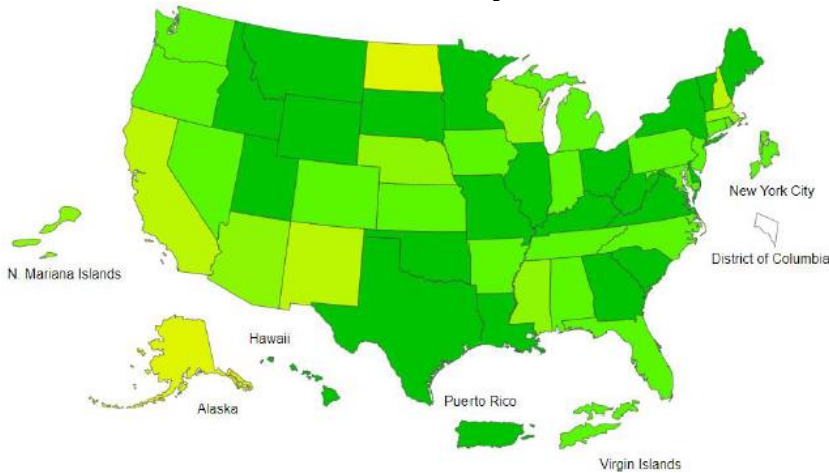 New York City
District of Columbia
N. Mariana Islands
Hawaii
Alaska
Puerto Rico
Virgin Islands